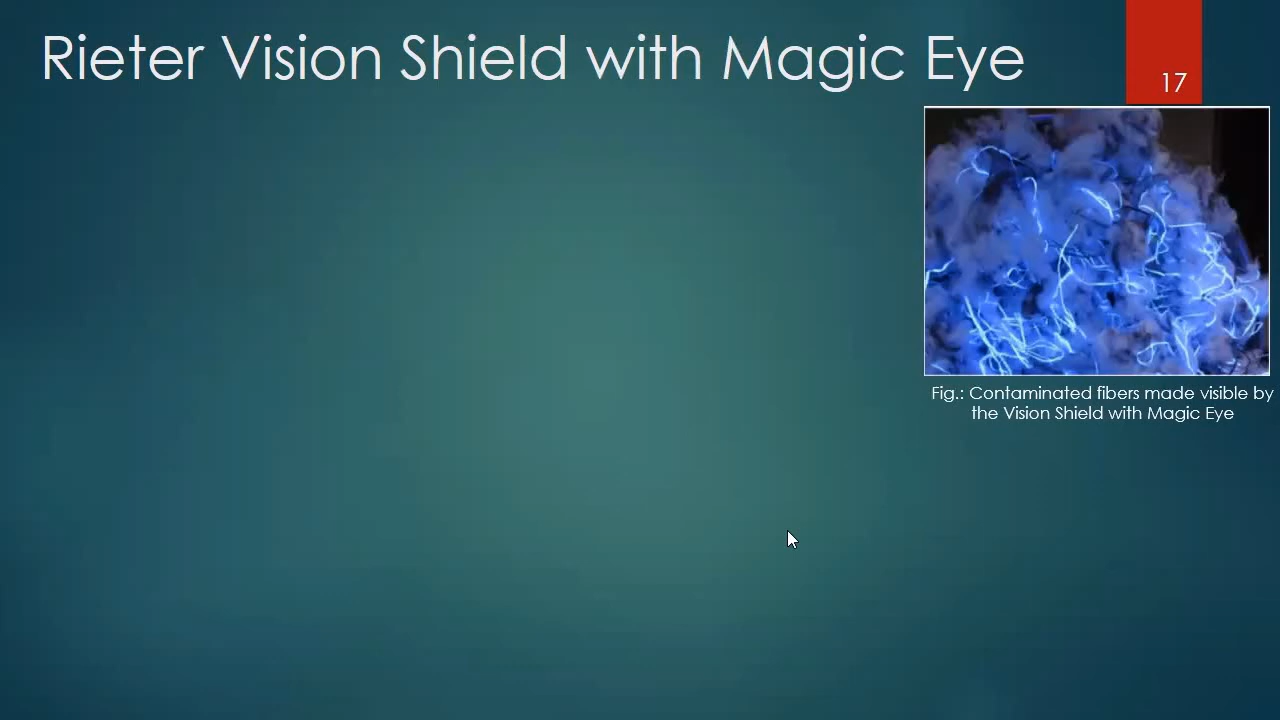 Rieter Vision Shield with Magic Eye
17
Fig.: Contaminated fibers made visible by
the Vision Shield with Magic Eye